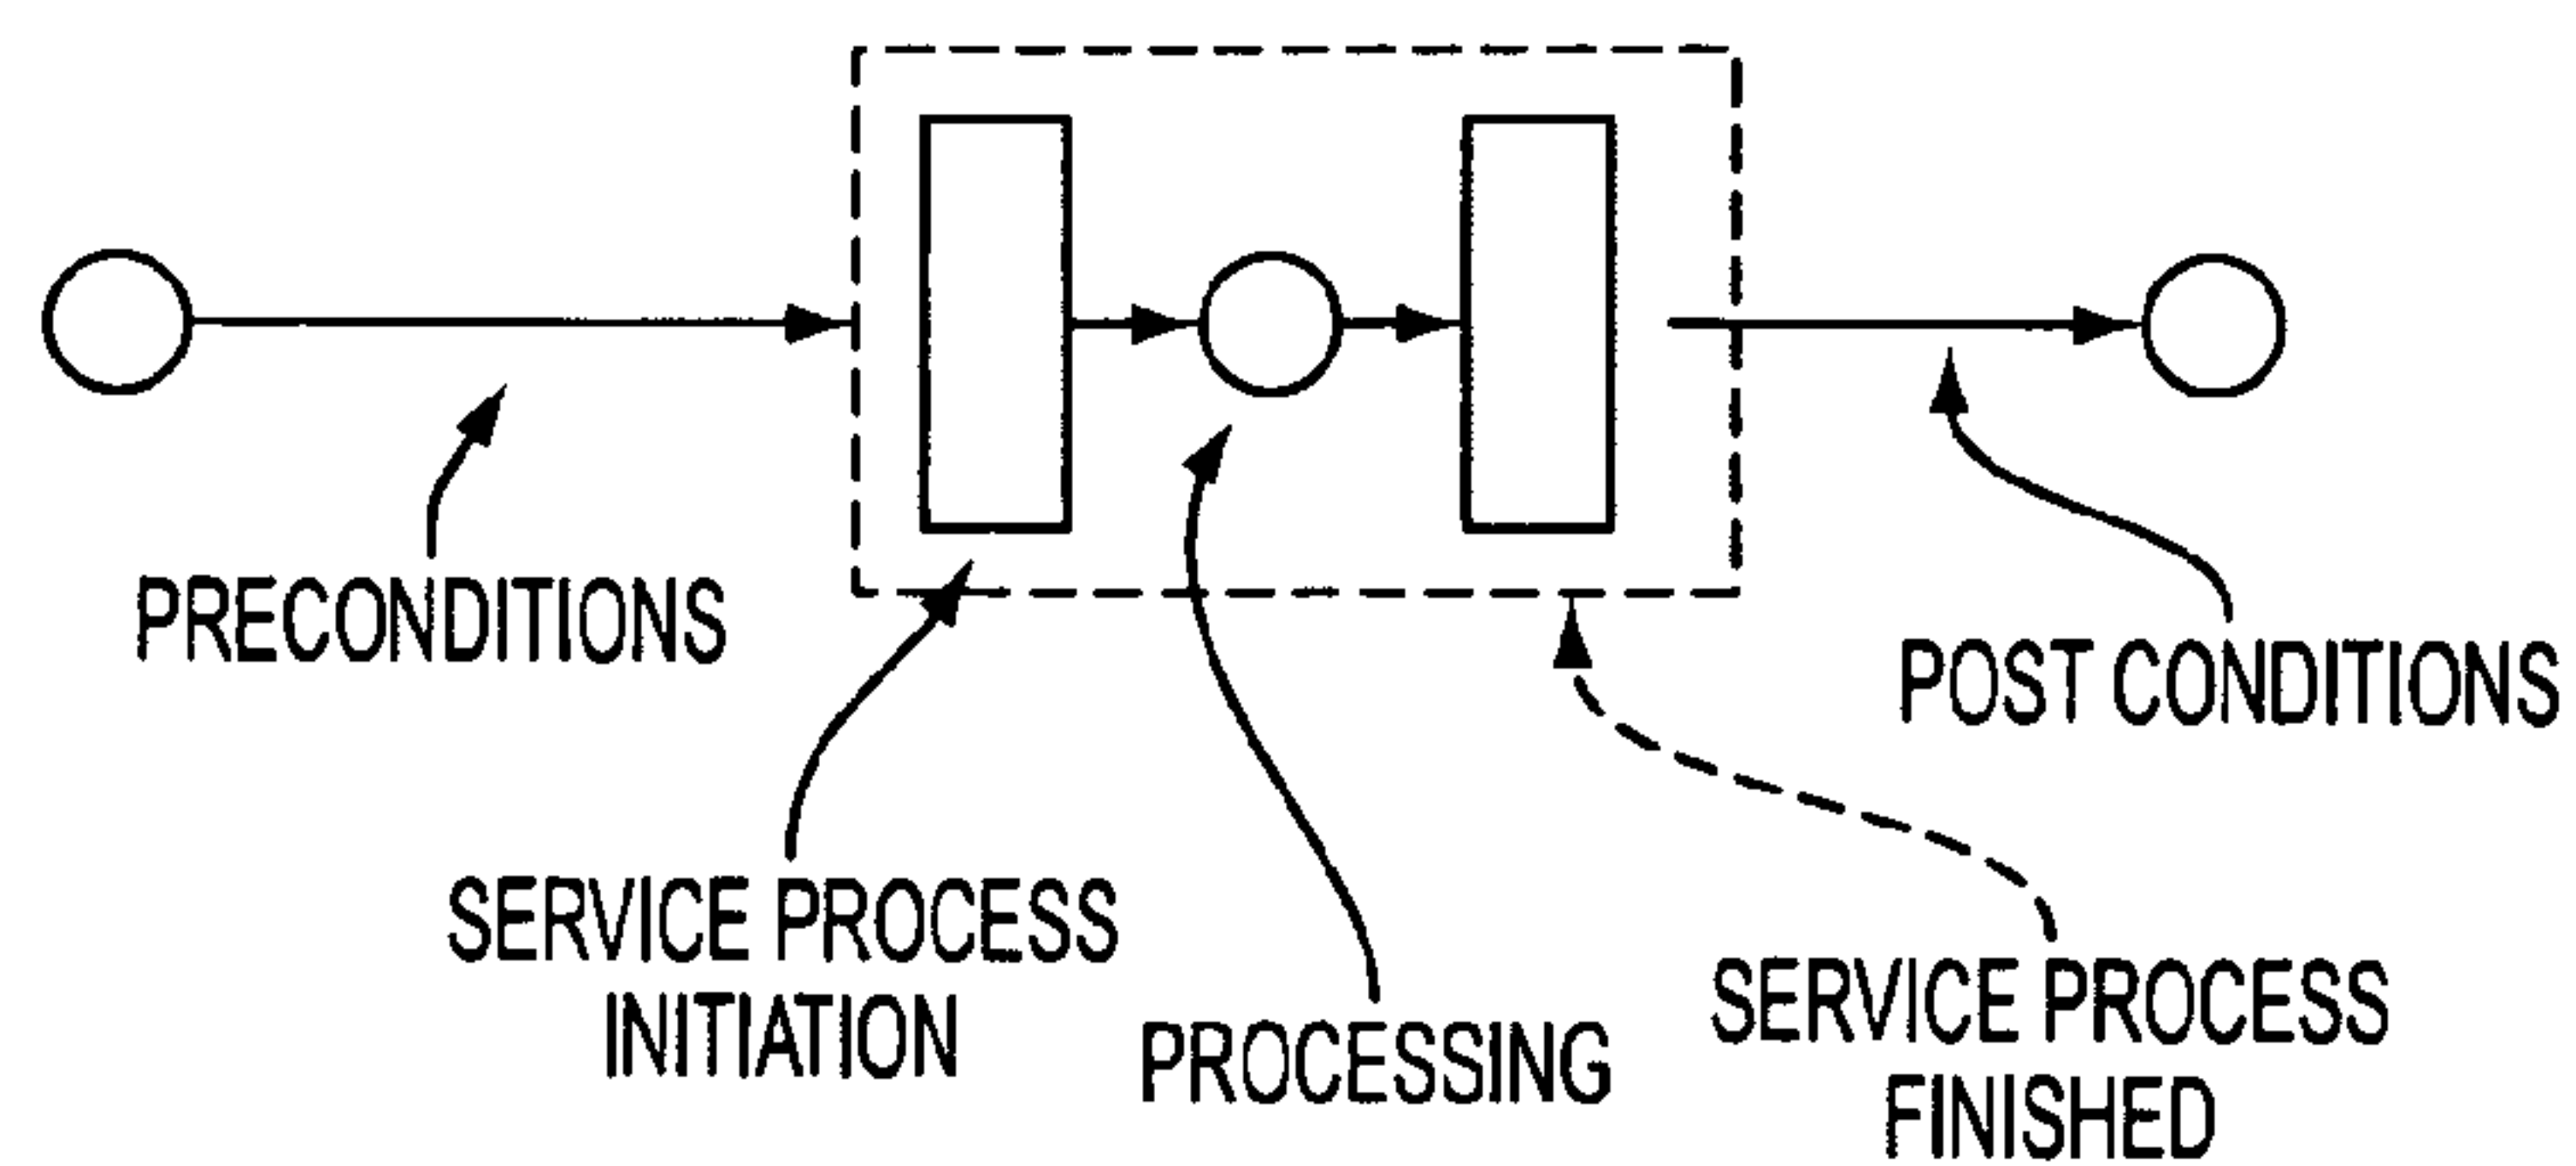 PRECONDITIONS
POST CONDITIONS
SERVICE PROCESS
INITIATION
PROCESSING
SERVICE PROCESS
FINISHED